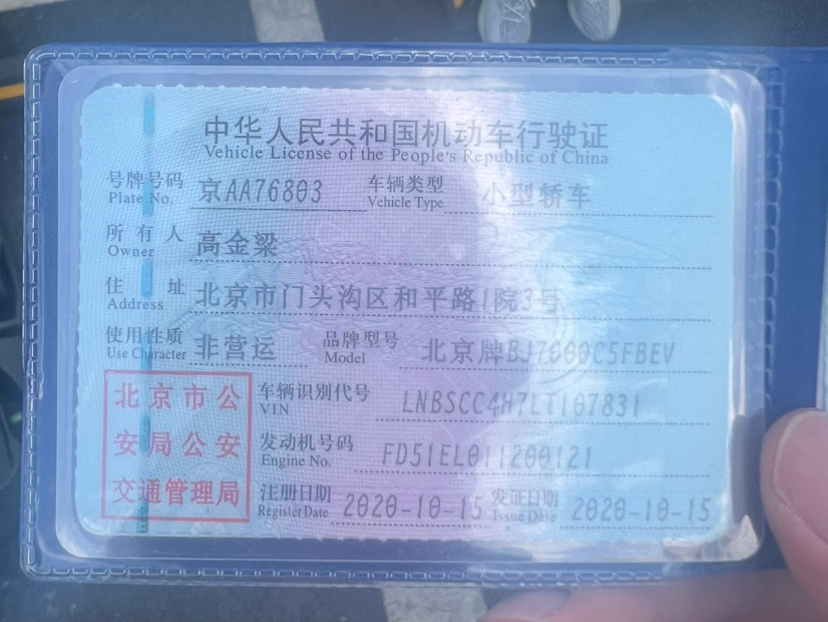 中华人民共和国机动车行驶证
Vehicle License of the People's Republic of China
号牌号码 京AA76803 车辆类型 小型轿车
Plate No. Vehicle Type
所有人 高金梁
Owner
住址 北京市门头沟区和平路1院3号
Address
使用性质 非营运 品牌型号 北京牌BJ7000C5FBEV
Use Character Model
北京市公
安局公安
交通管理局
车辆识别代号 LNBSCC4H7LT107831
VIN
发动机号码 FD51EL011200121
Engine No.
注册日期 2020-10-15 发证日期 2020-10-15
Register Date Issue Date